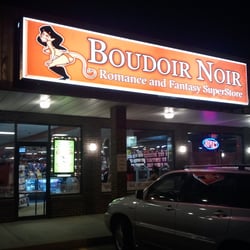 BOUDOIR NOIR
Romance and Fantasy SuperStore